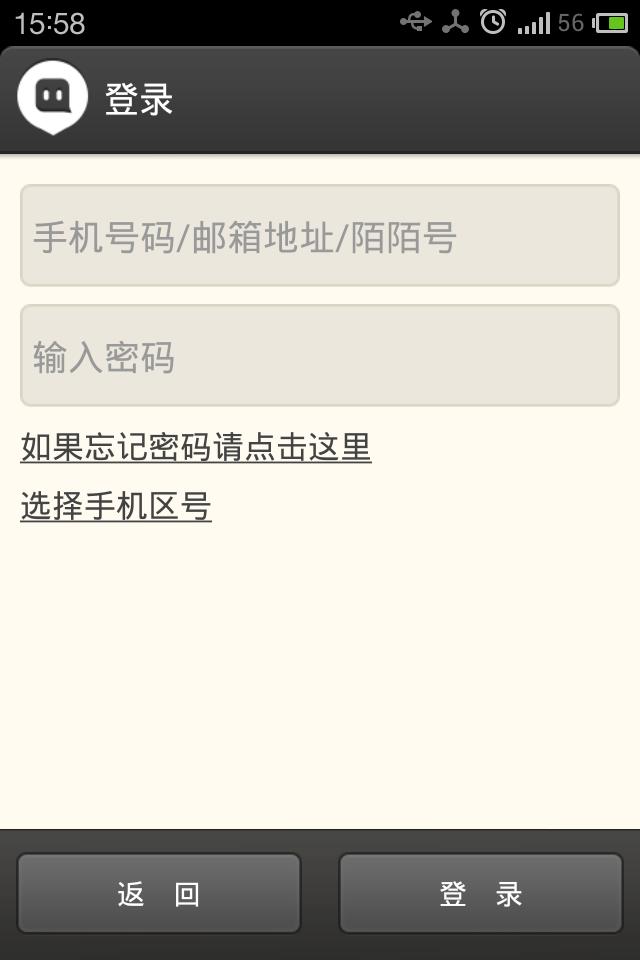 15:58
56
登录
手机号码/邮箱地址/陌陌号
输入密码
如果忘记密码请点击这里
选择手机区号
返 回
登 录